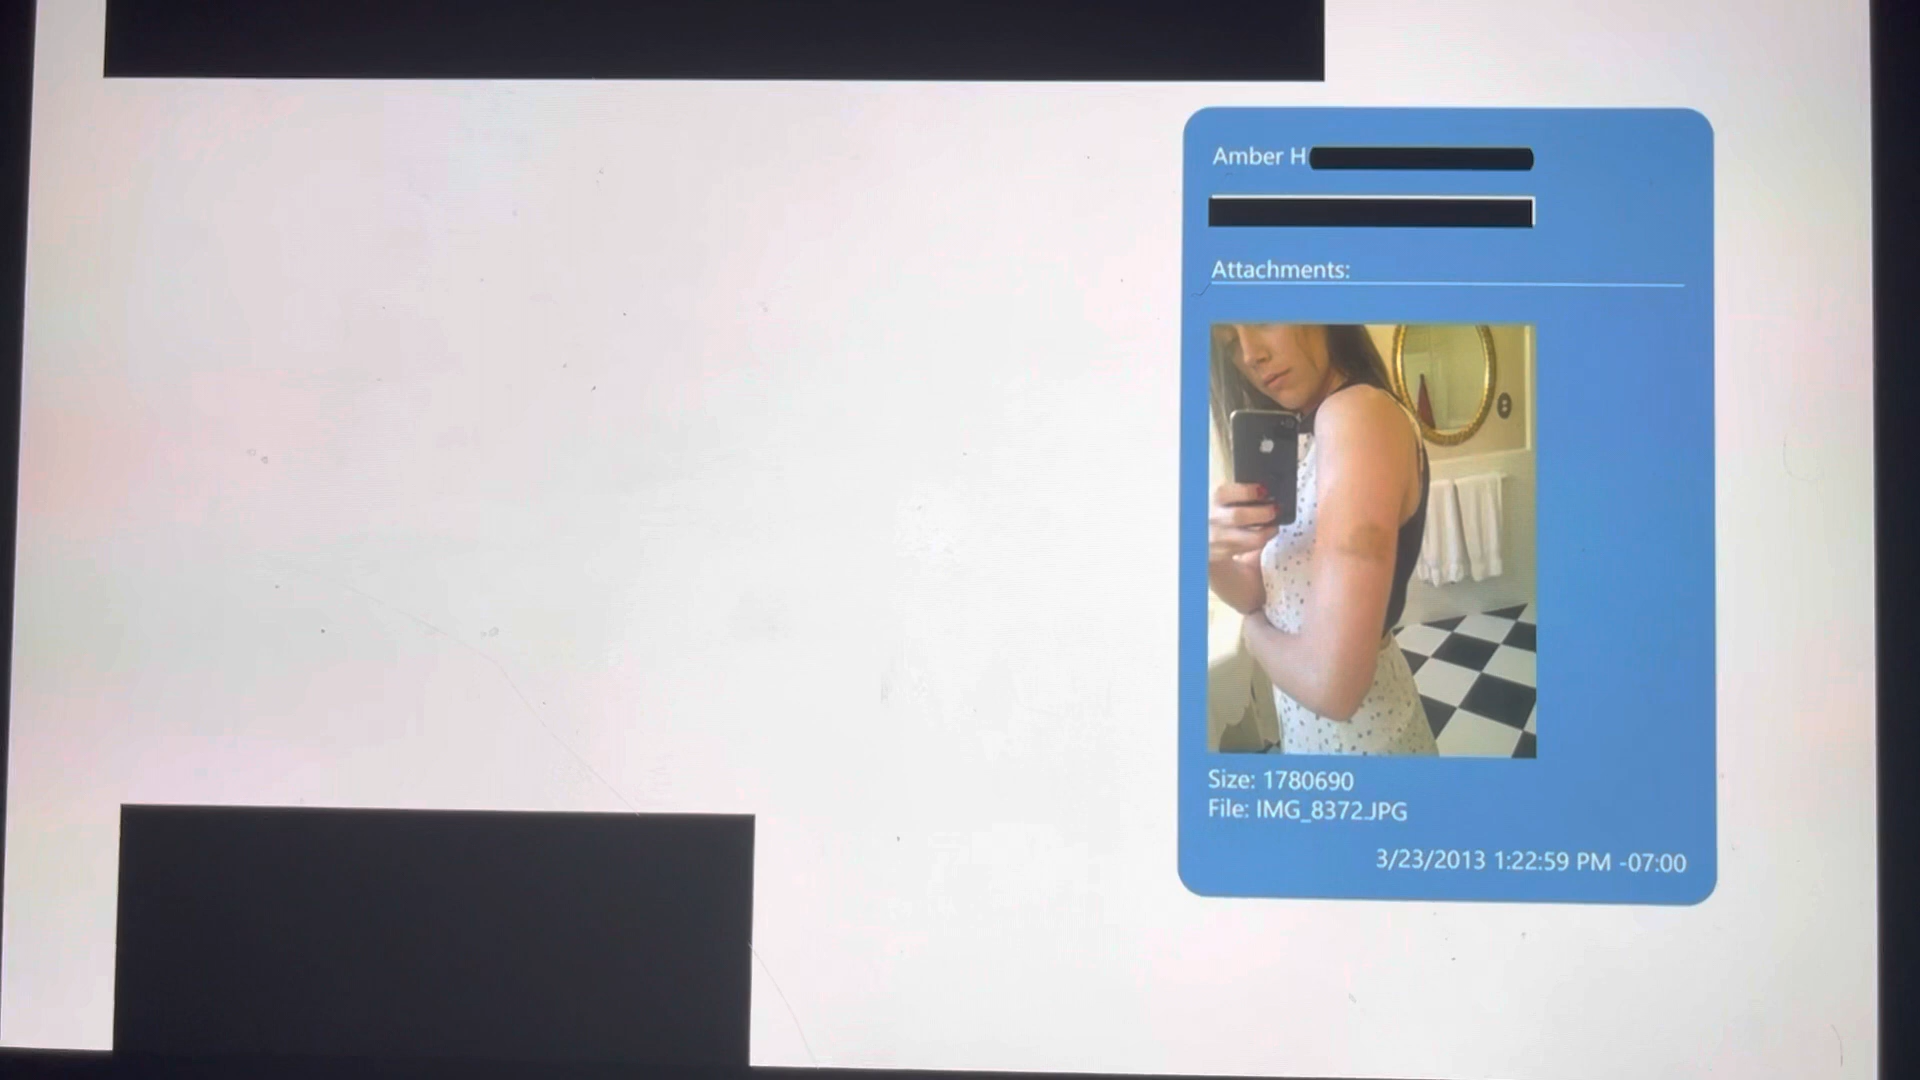 Amber H
Attachments:
Size: 1780690
File: IMG_8372.JPG
3/23/2013 1:22:59 PM -07:00